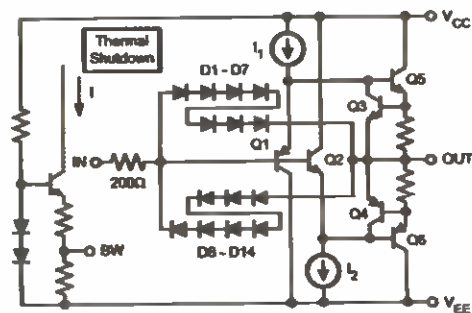 VCC
Thermal
Shutdown
I1
D1 - D7
Q5
I
Q3
Q1
IN
Q2
OUT
200Ω
Q4
BW
D8 - D14
Q6
I2
VEE